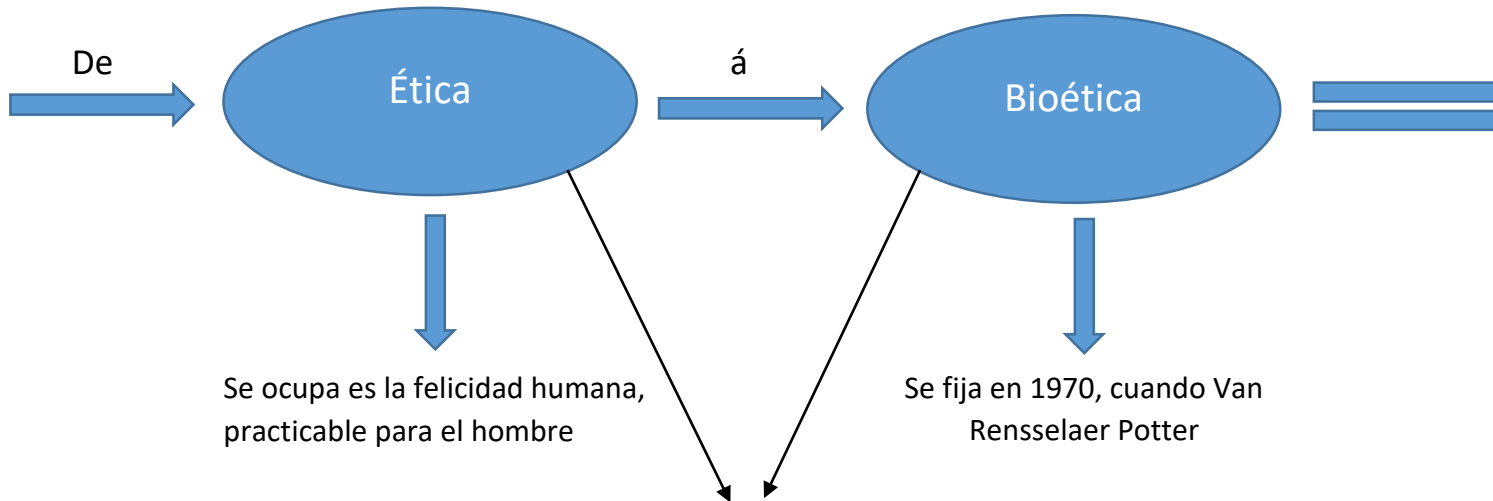 De
Ética
á
Bioética
Se ocupa es la felicidad humana,
practicable para el hombre
Se fija en 1970, cuando Van
Rensselaer Potter